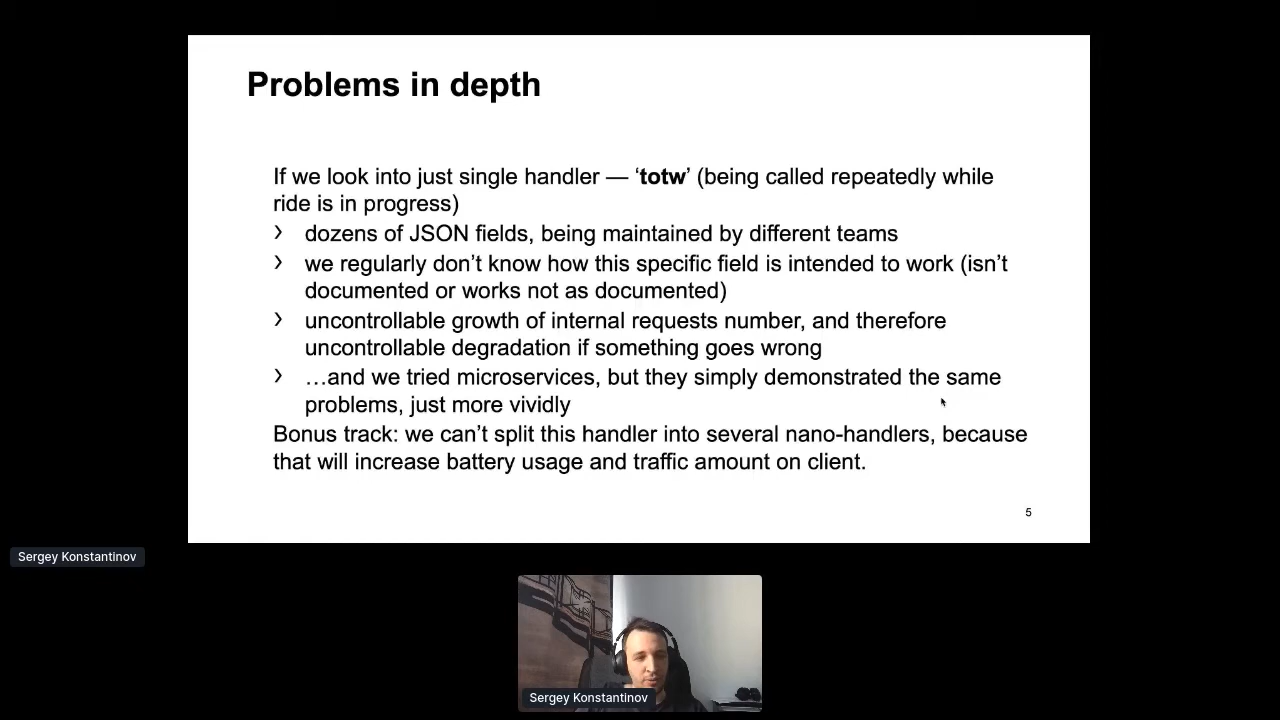 Problems in depth
If we look into just single handler — ‘totw’ (being called repeatedly while
ride is in progress)
› dozens of JSON fields, being maintained by different teams
› we regularly don’t know how this specific field is intended to work (isn’t
documented or works not as documented)
› uncontrollable growth of internal requests number, and therefore
uncontrollable degradation if something goes wrong
› …and we tried microservices, but they simply demonstrated the same
problems, just more vividly
Bonus track: we can’t split this handler into several nano-handlers, because
that will increase battery usage and traffic amount on client.
5
Sergey Konstantinov
Sergey Konstantinov